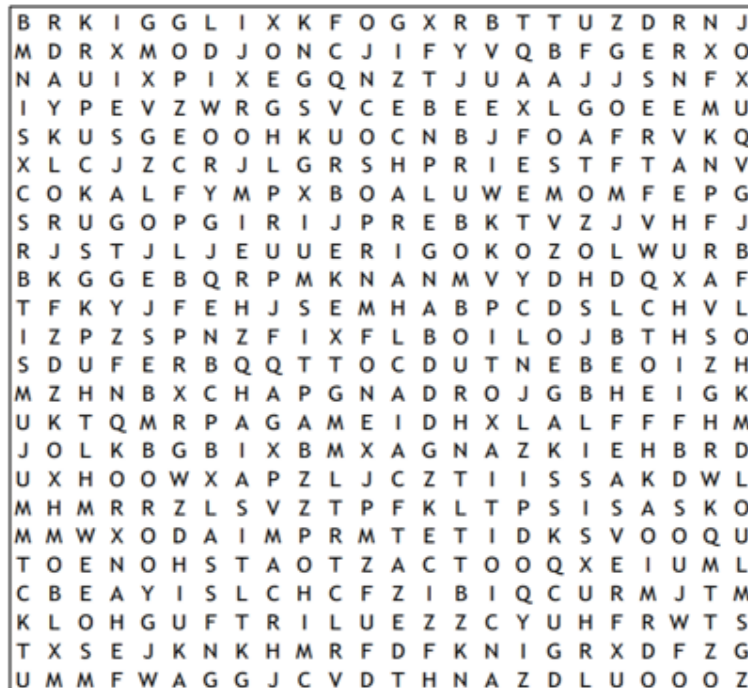 B R K I G G L I X K F O G X R B T T U Z D R N J
M D R X M O D J O N C J I F Y V Q B F G E R X O
N A U I X P I X E G Q N Z T J U A A J J S N F X
I Y P E V Z W R G S V C E B E E X L G O E E M U
S K U S G E O O H K U O C N B J F O A F R V K Q
X L C J Z C R J L G R S H P R I E S T F T A N V
C O K A L F Y M P X B O A L U W E M O M F E P G
S R U G O P G I R I J P R E B K T V Z J V H F J
R J S T J L J E U U E R I G O K O Z O L W U R B
B K G G E B Q R P M K N A N M V Y D H D Q X A F
T F K Y J F E H J S E M H A B P C D S L C H V L
I Z P Z S P N Z F I X F L B O I L O J B T H S O
S D U F E R B Q Q T T O C D U T N E B E O I Z H
M Z H N B X C H A P G N A D R O J G B H E I G K
U K T Q M R P A G A M E I D H X L A L F F F H M
J O L K B G B I X B M X A G N A Z K I E H B R D
U X H O O W X A P Z L J C Z T I I S S A K D W L
M H M R R Z L S V Z T P F K L T P S I S A S K O
M M W X O D A I M P R M T E T I D K S V O O Q U
T O E N O H S T A O T Z A C T O O Q X E I U M L
C B E A Y I S L C H C F Z I B I Q C U R M J T M
K L O H G U F T R I L U E Z Z C Y U H F R W T S
T X S E J K N K H M R F D F K N I G R X D F Z G
U M M F W A G G J C V D T H N A Z D L U O O O Z